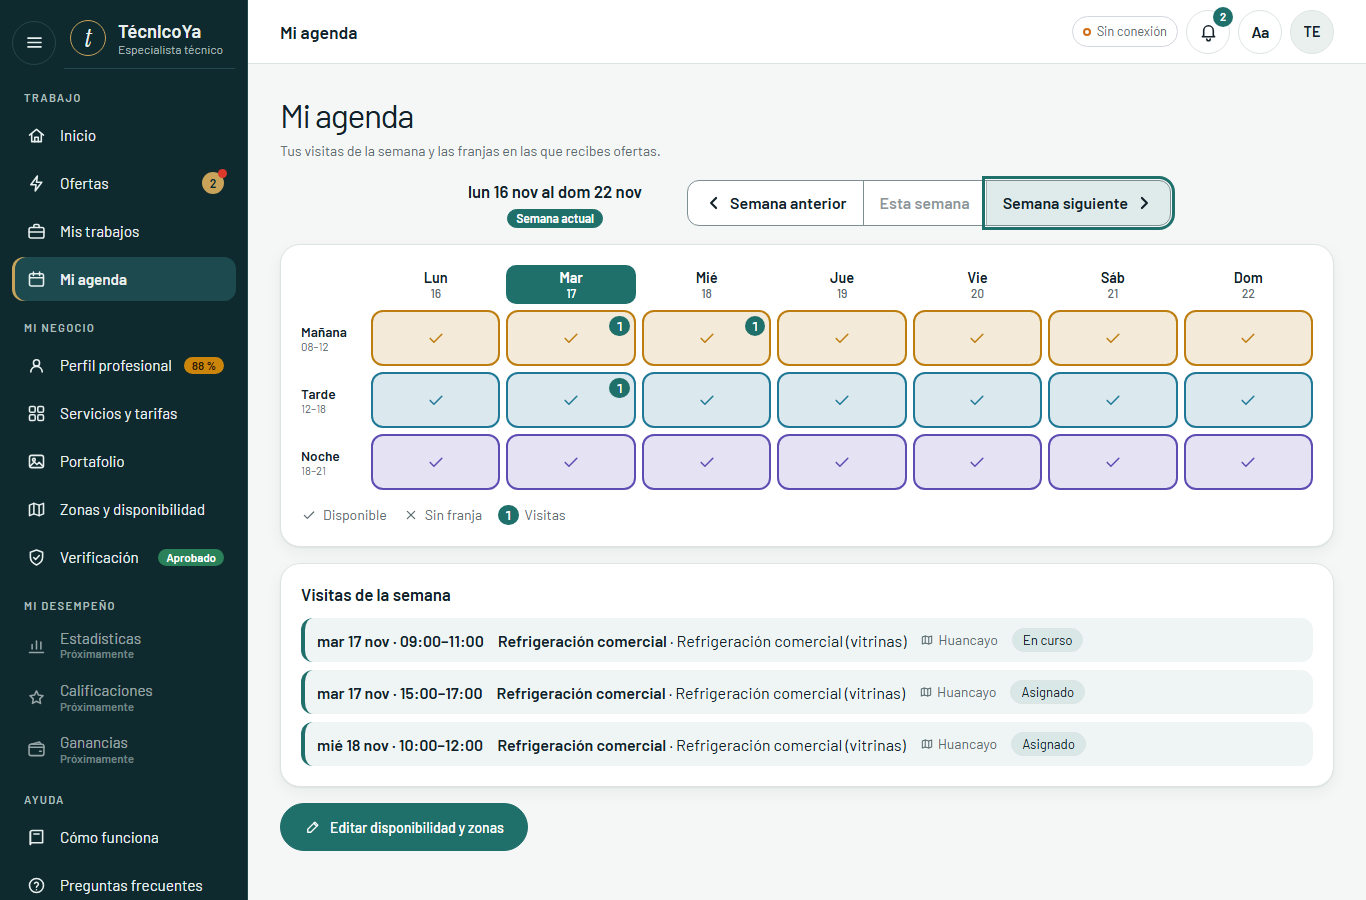 t
TécnicoYa
Especialista técnico
TRABAJO
Inicio
Ofertas 2
Mis trabajos
Mi agenda
MI NEGOCIO
Perfil profesional 88 %
Servicios y tarifas
Portafolio
Zonas y disponibilidad
Verificación Aprobado
MI DESEMPEÑO
Estadísticas
Próximamente
Calificaciones
Próximamente
Ganancias
Próximamente
AYUDA
Cómo funciona
Preguntas frecuentes
Mi agenda
Sin conexión
2
Aa
TE
Mi agenda
Tus visitas de la semana y las franjas en las que recibes ofertas.
lun 16 nov al dom 22 nov
Semana actual
Semana anterior
Esta semana
Semana siguiente
Lun Mar Mié Jue Vie Sáb Dom
16 17 18 19 20 21 22
Mañana 1 1
08–12
Tarde 1
12–18
Noche
18–21
Disponible Sin franja 1 Visitas
Visitas de la semana
mar 17 nov · 09:00–11:00 Refrigeración comercial · Refrigeración comercial (vitrinas) Huancayo En curso
mar 17 nov · 15:00–17:00 Refrigeración comercial · Refrigeración comercial (vitrinas) Huancayo Asignado
mié 18 nov · 10:00–12:00 Refrigeración comercial · Refrigeración comercial (vitrinas) Huancayo Asignado
Editar disponibilidad y zonas